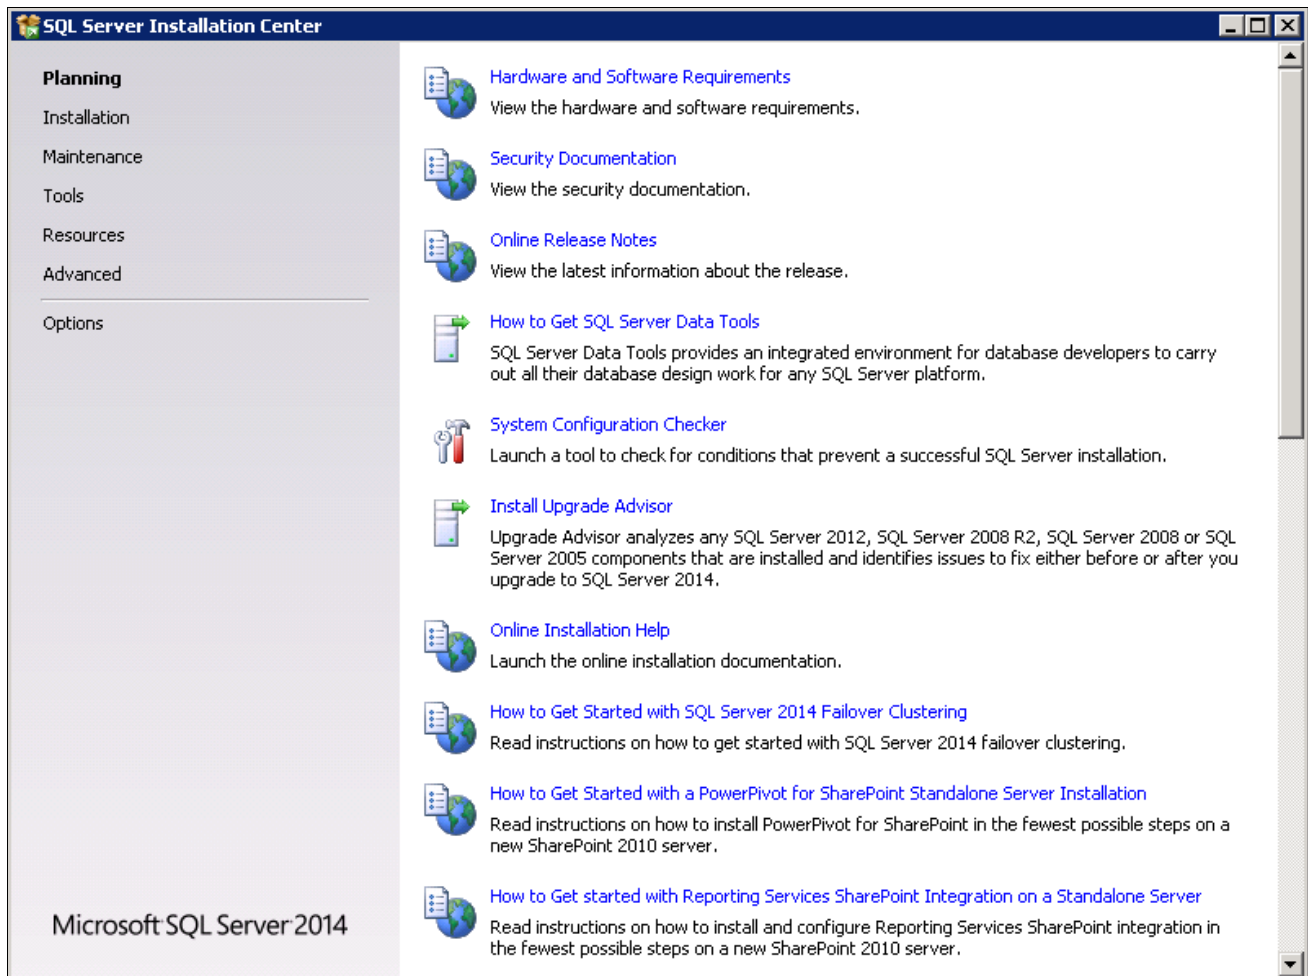 SQL Server Installation Center
Planning
Installation
Maintenance
Tools
Resources
Advanced
Options
Microsoft SQL Server 2014
Hardware and Software Requirements
View the hardware and software requirements.
Security Documentation
View the security documentation.
Online Release Notes
View the latest information about the release.
How to Get SQL Server Data Tools
SQL Server Data Tools provides an integrated environment for database developers to carry
out all their database design work for any SQL Server platform.
System Configuration Checker
Launch a tool to check for conditions that prevent a successful SQL Server installation.
Install Upgrade Advisor
Upgrade Advisor analyzes any SQL Server 2012, SQL Server 2008 R2, SQL Server 2008 or SQL
Server 2005 components that are installed and identifies issues to fix either before or after you
upgrade to SQL Server 2014.
Online Installation Help
Launch the online installation documentation.
How to Get Started with SQL Server 2014 Failover Clustering
Read instructions on how to get started with SQL Server 2014 failover clustering.
How to Get Started with a PowerPivot for SharePoint Standalone Server Installation
Read instructions on how to install PowerPivot for SharePoint in the fewest possible steps on a
new SharePoint 2010 server.
How to Get started with Reporting Services SharePoint Integration on a Standalone Server
Read instructions on how to install and configure Reporting Services SharePoint integration in
the fewest possible steps on a new SharePoint 2010 server.